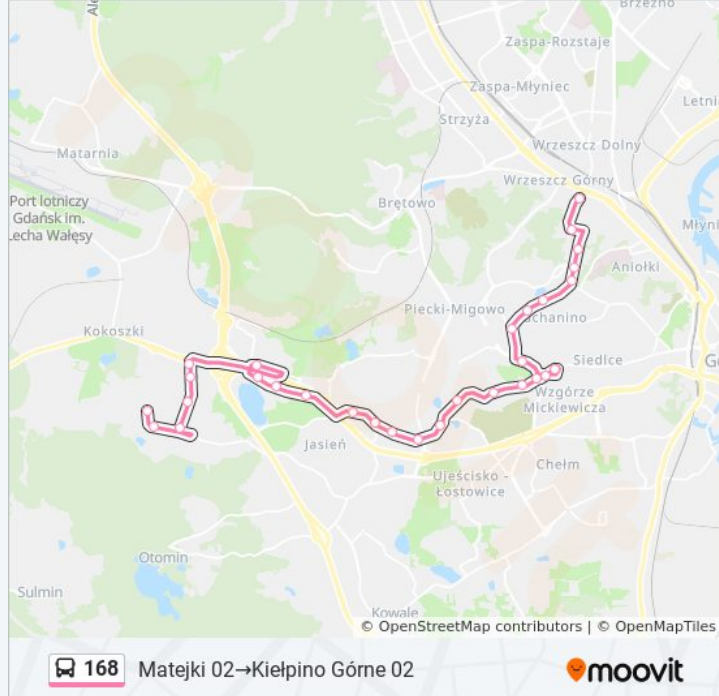 Brzeźno
Zaspa-Rozstaje
Zaspa-Młyniec
Letni
Strzyża
Wrzeszcz Dolny
Matarnia
Wrzeszcz Górny
Brętowo
Port lotniczy
Gdańsk im.
Lecha Wałęsy
Młyni
Aniołki
Piecki-Migowo
chanino
Kokoszki
Siedlce
Wzgórze
Mickiewicza
Jasień
Chełm
Ujeścisko -
Łostowice
Otomin
Sulmin
Kowale
© OpenStreetMap contributors | © OpenMapTiles
168 Matejki 02→Kiełpino Górne 02
moovit